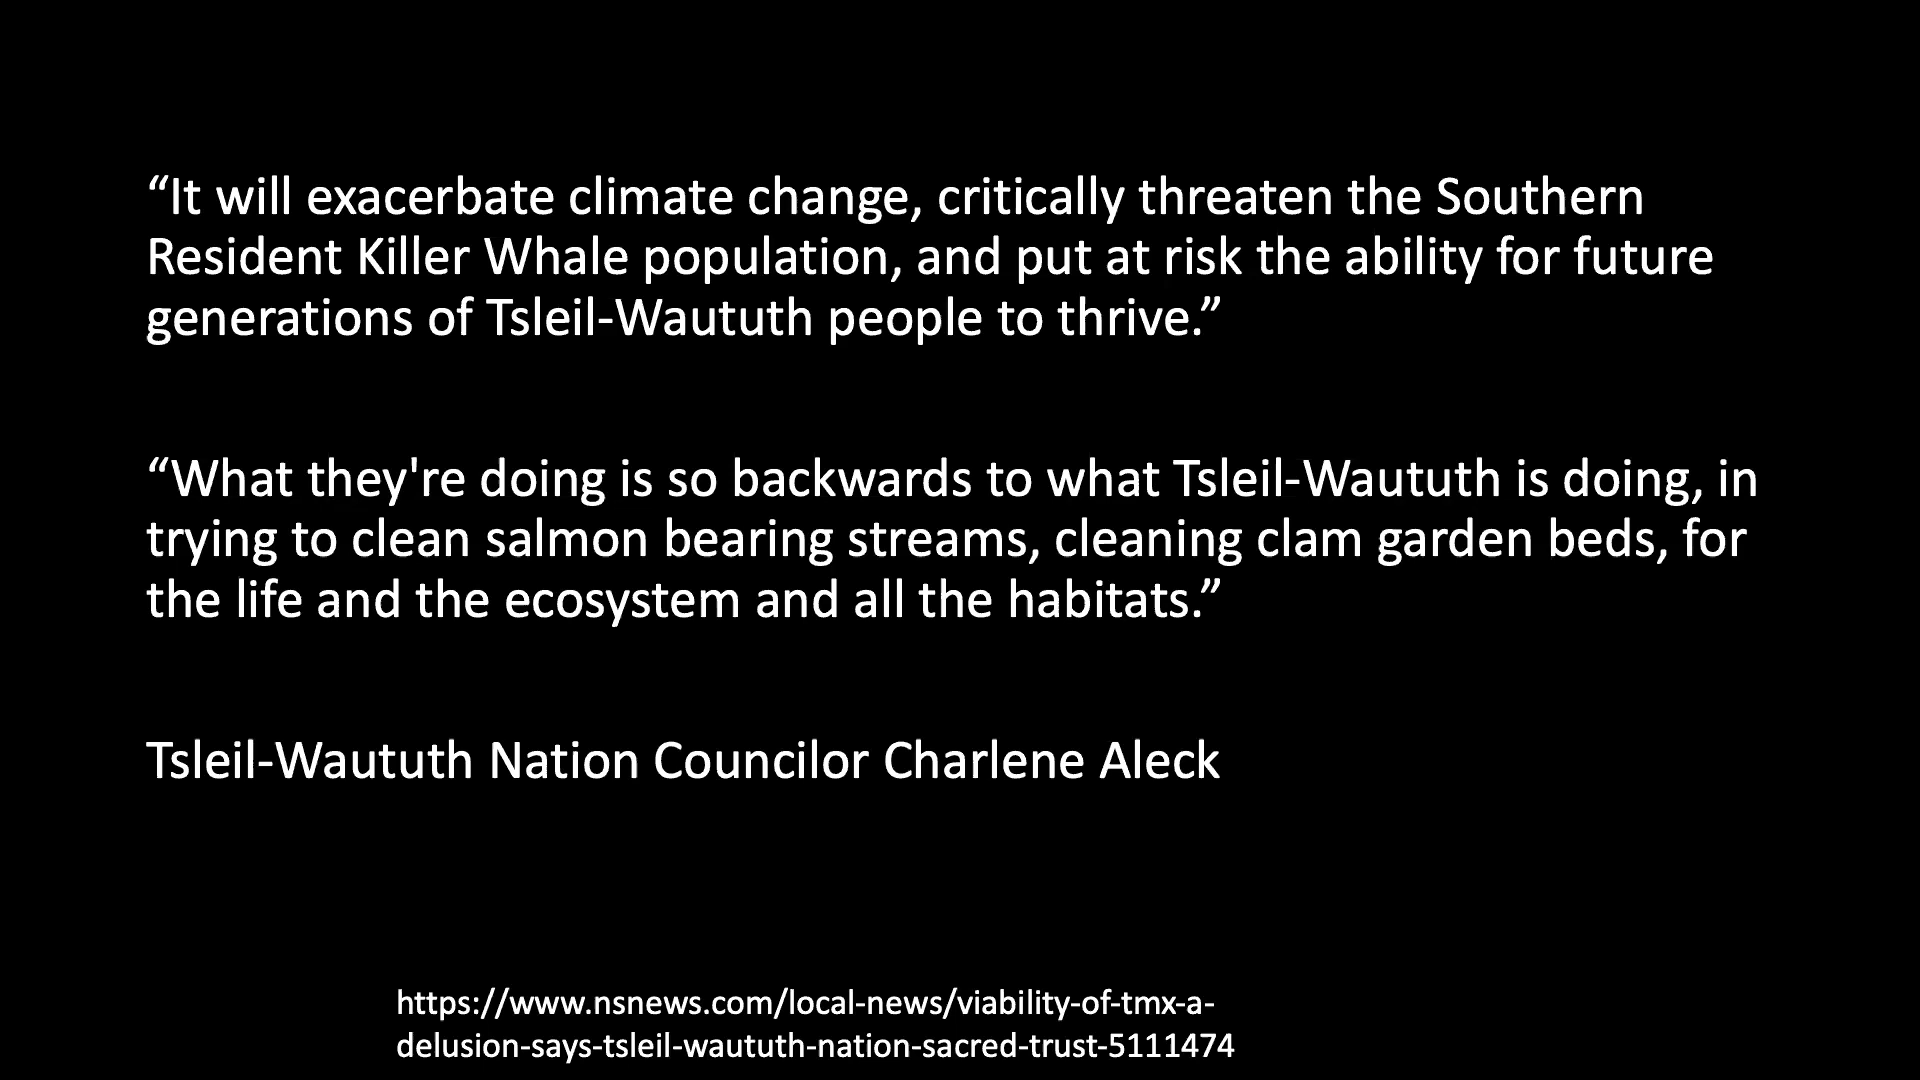 “It will exacerbate climate change, critically threaten the Southern
Resident Killer Whale population, and put at risk the ability for future
generations of Tsleil-Waututh people to thrive.”
“What they're doing is so backwards to what Tsleil-Waututh is doing, in
trying to clean salmon bearing streams, cleaning clam garden beds, for
the life and the ecosystem and all the habitats.”
Tsleil-Waututh Nation Councilor Charlene Aleck
https://www.nsnews.com/local-news/viability-of-tmx-a-
delusion-says-tsleil-waututh-nation-sacred-trust-5111474